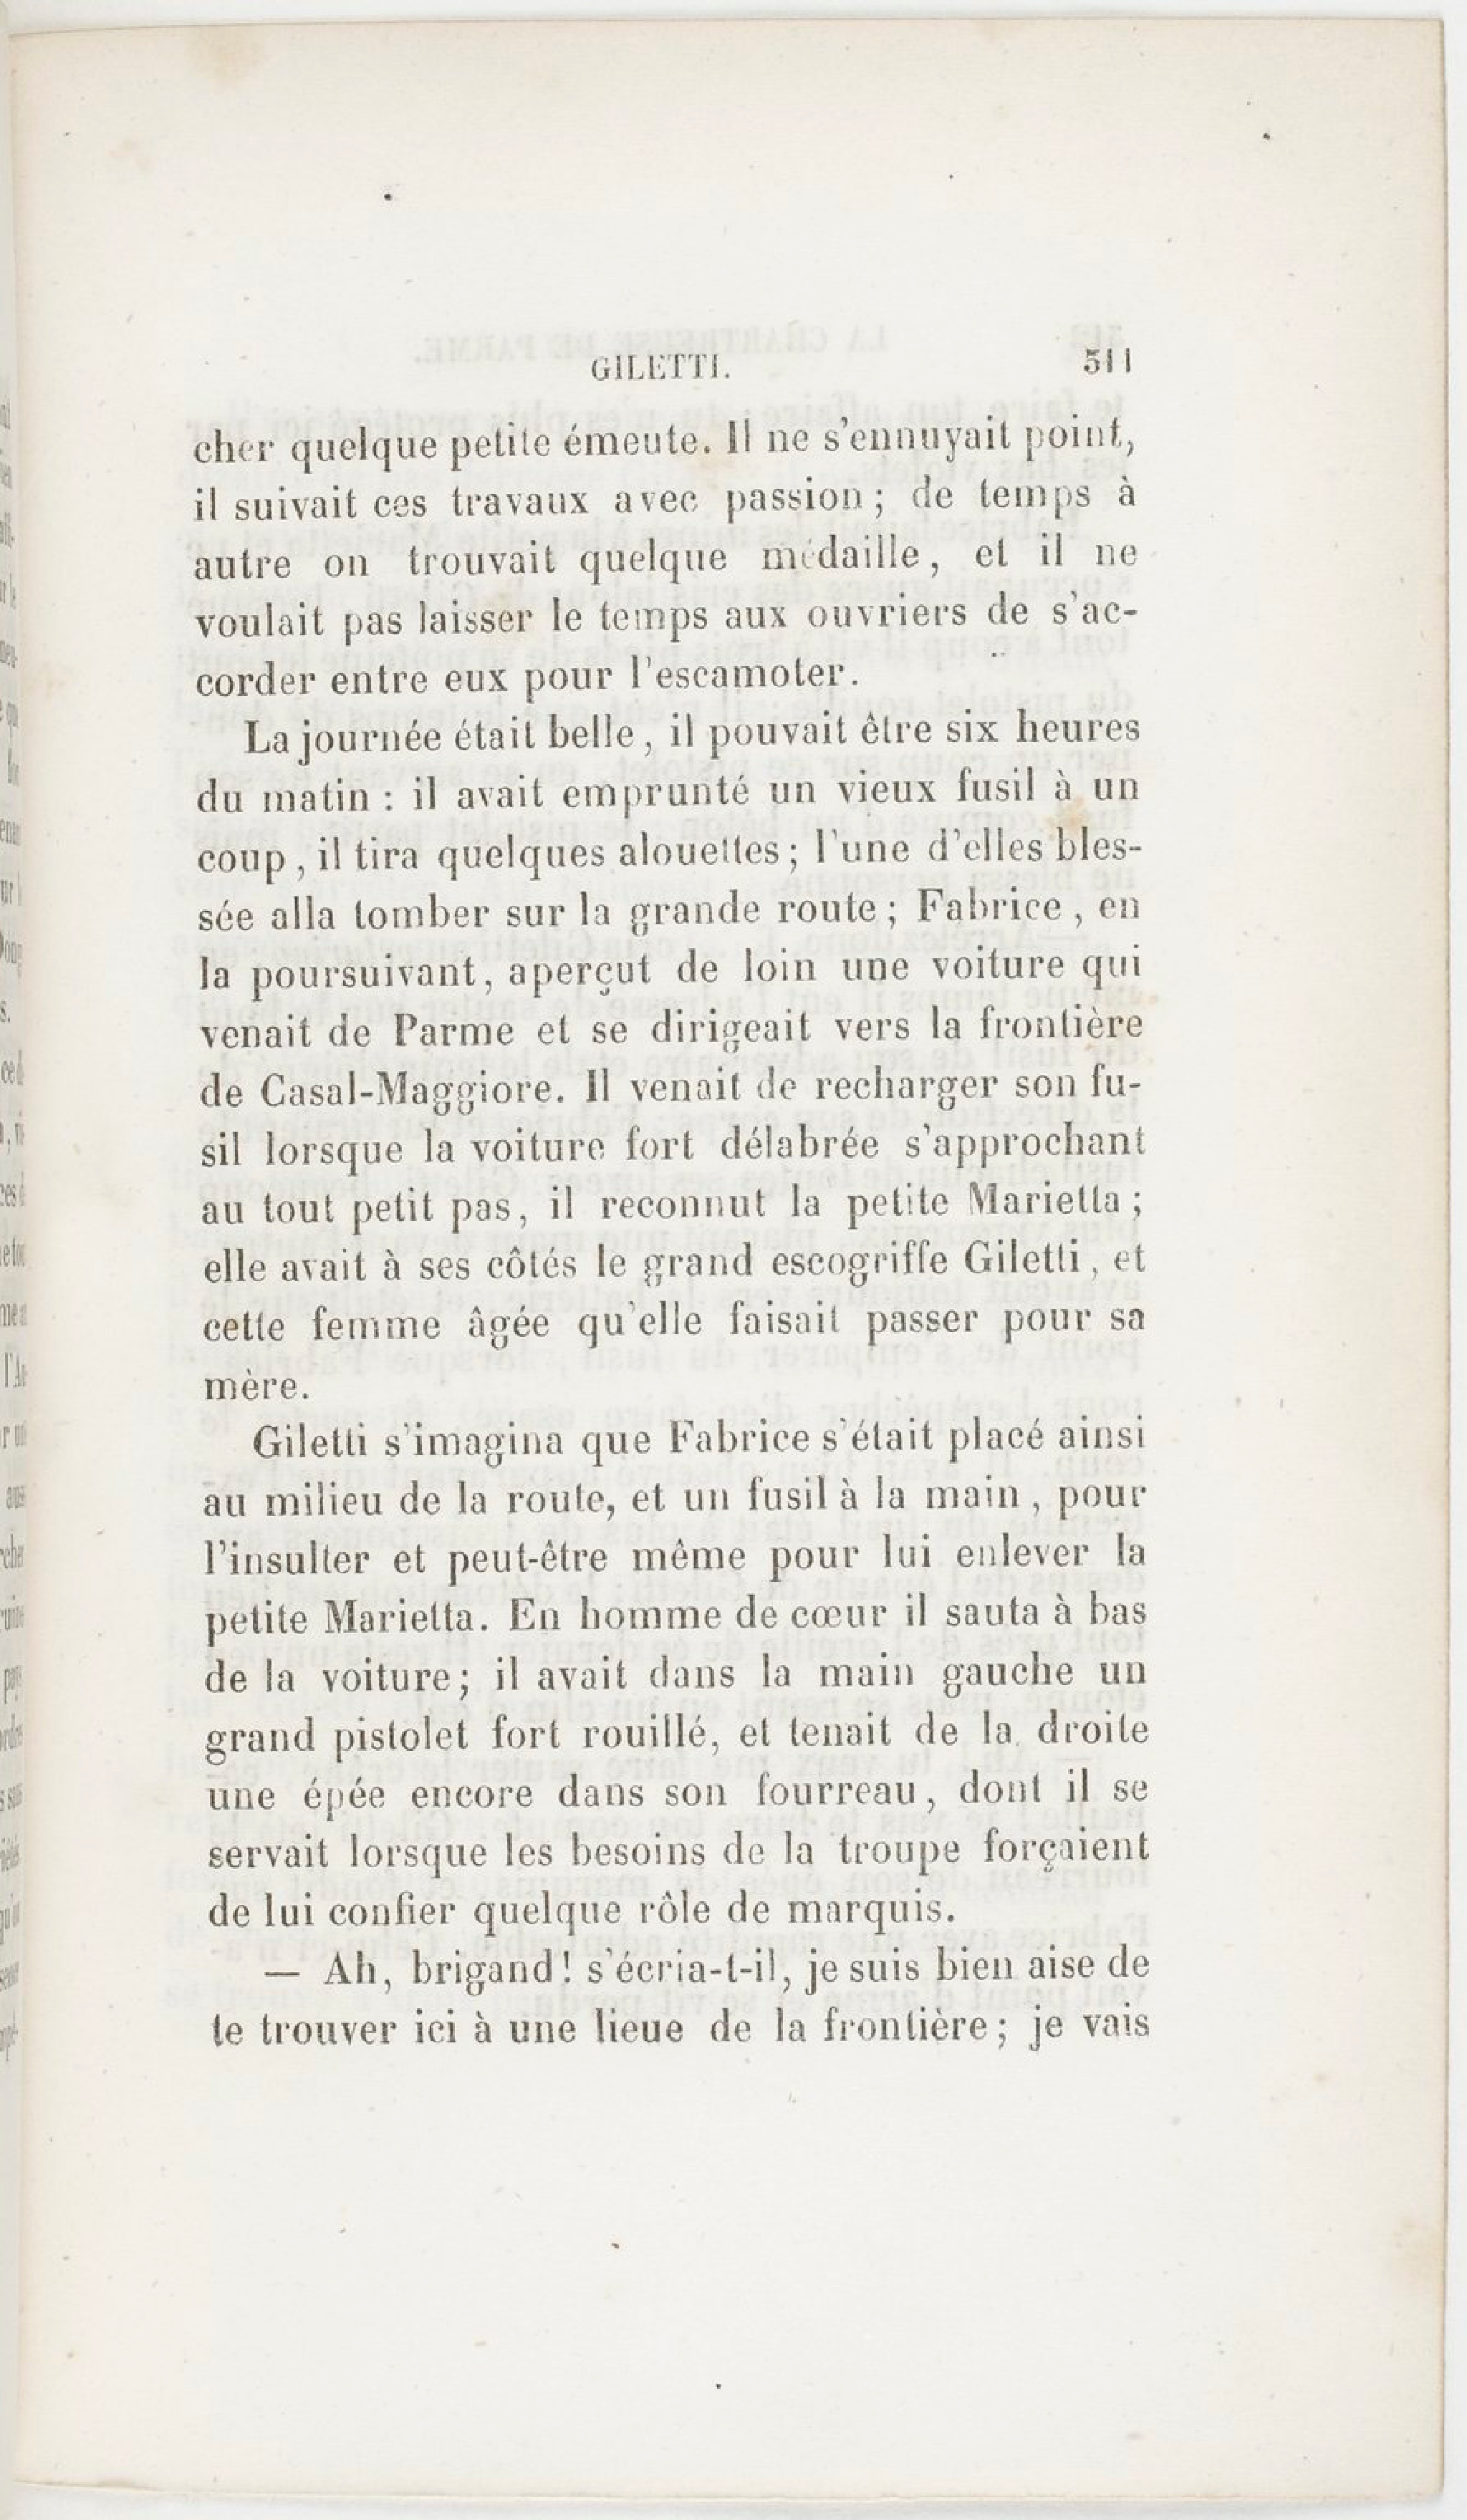 GILETTI.
311
cher quelque petite émeute. Il ne s'ennuyait point,
il suivait ces travaux avec passion; de temps à
autre on trouvait quelque médaille, et il ne
voulait pas laisser le temps aux ouvriers de s'ac-
corder entre eux pour l'escamoter.
La journée était belle, il pouvait être six heures
du matin : il avait emprunté un vieux fusil à un
coup, il tira quelques alouettes; l'une d'elles bles-
sée alla tomber sur la grande route; Fabrice, en
la poursuivant, aperçut de loin une voiture qui
venait de Parme et se dirigeait vers la frontière
de Casal-Maggiore. Il venait de recharger son fu-
sil lorsque la voiture fort délabrée s'approchant
au tout petit pas, il reconnut la petite Marietta;
elle avait à ses côtés le grand escogriffe Giletti, et
cette femme âgée qu'elle faisait passer pour sa
mère.
Giletti s'imagina que Fabrice s'était placé ainsi
au milieu de la route, et un fusil à la main, pour
l'insulter et peut-être même pour lui enlever la
petite Marietta. En homme de cœur il sauta à bas
de la voiture; il avait dans la main gauche un
grand pistolet fort rouillé, et tenait de la droite
une épée encore dans son fourreau, dont il se
servait lorsque les besoins de la troupe forçaient
de lui confier quelque rôle de marquis.
— Ah, brigand! s'écria-t-il, je suis bien aise de
te trouver ici à une lieue de la frontière; je vais